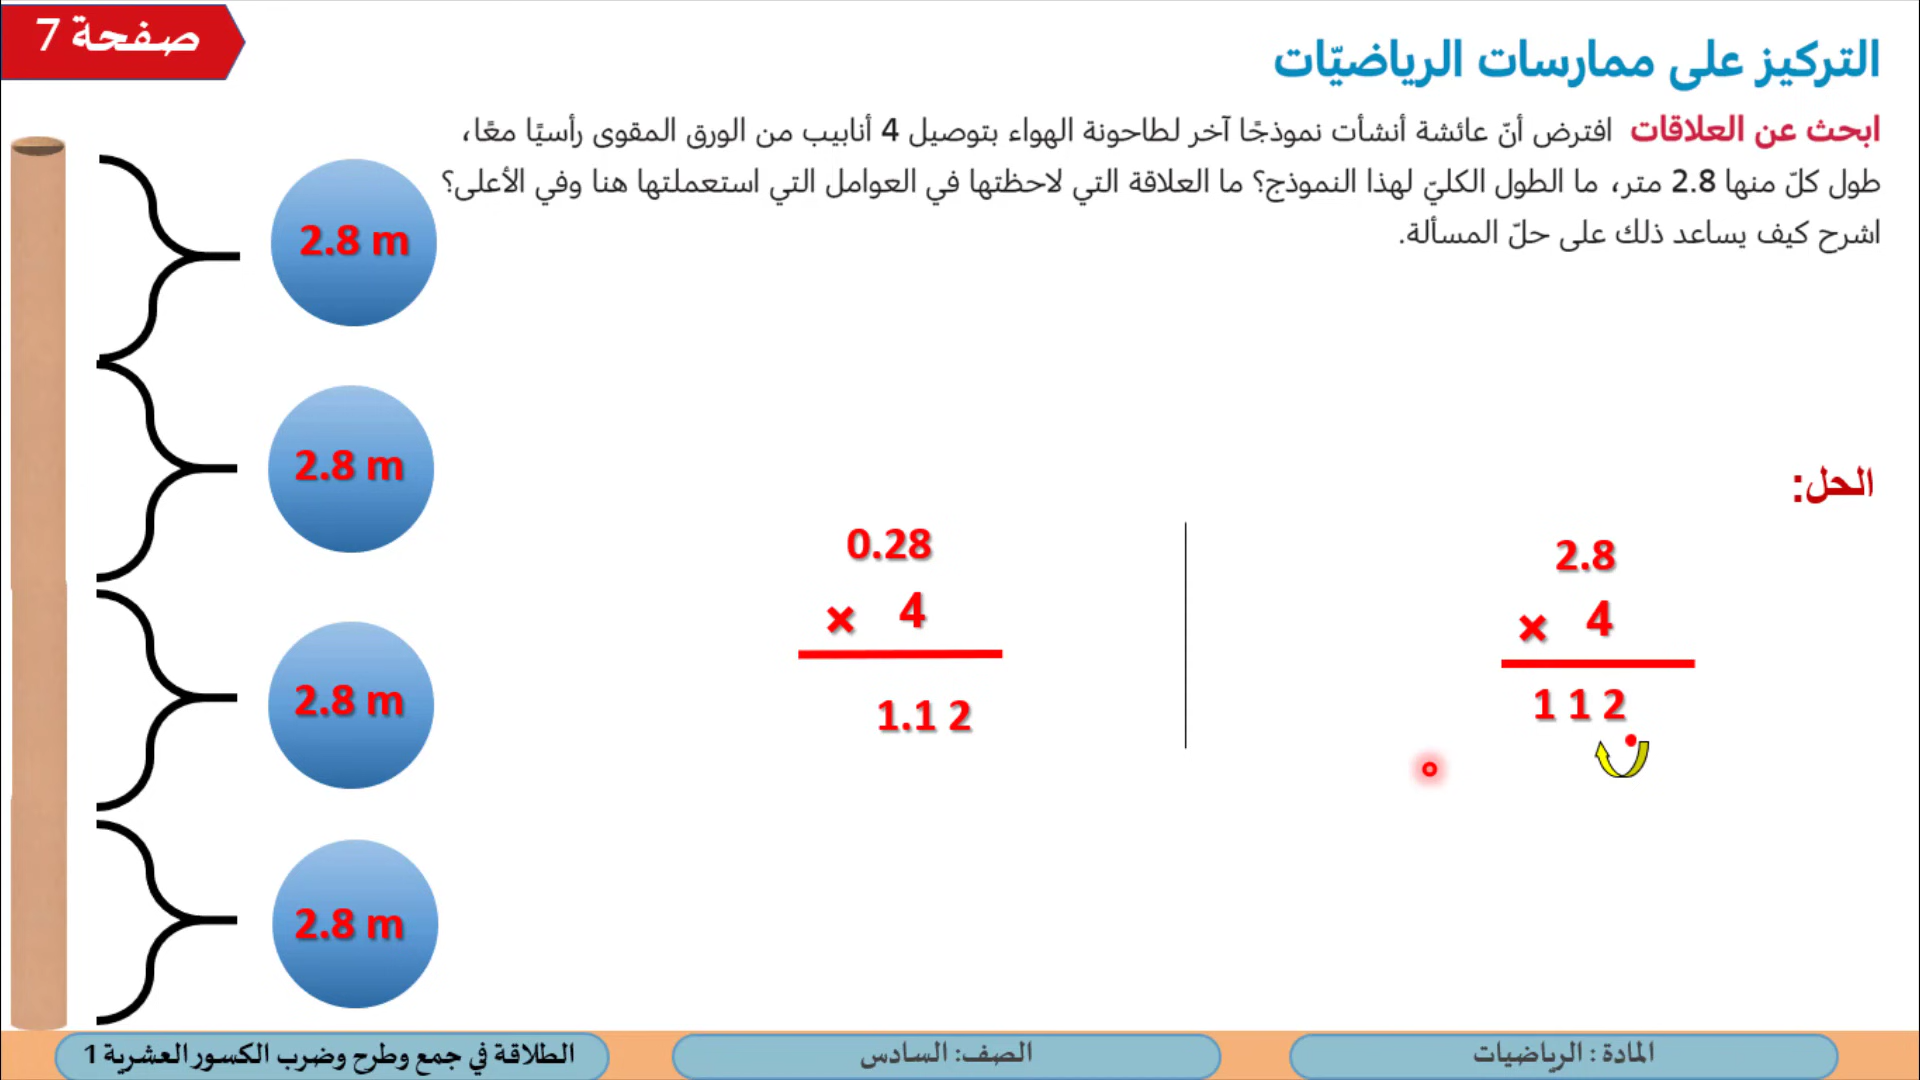 صفحة 7
التركيز على ممارسات الرياضيّات
ابحث عن العلاقات افترض أنّ عائشة أنشأت نموذجًا آخر لطاحونة الهواء بتوصيل 4 أنابيب من الورق المقوى رأسيًا معًا،
طول كلّ منها 2.8 متر، ما الطول الكليّ لهذا النموذج؟ ما العلاقة التي لاحظتها في العوامل التي استعملتها هنا وفي الأعلى؟
اشرح كيف يساعد ذلك على حلّ المسألة.
2.8 m
2.8 m
2.8 m
2.8 m
الحل:
2.8
× 4
1 1 2
0.28
× 4
1.1 2
المادة : الرياضيات
الصف: السادس
الطلاقة في جمع وطرح وضرب الكسور العشرية 1